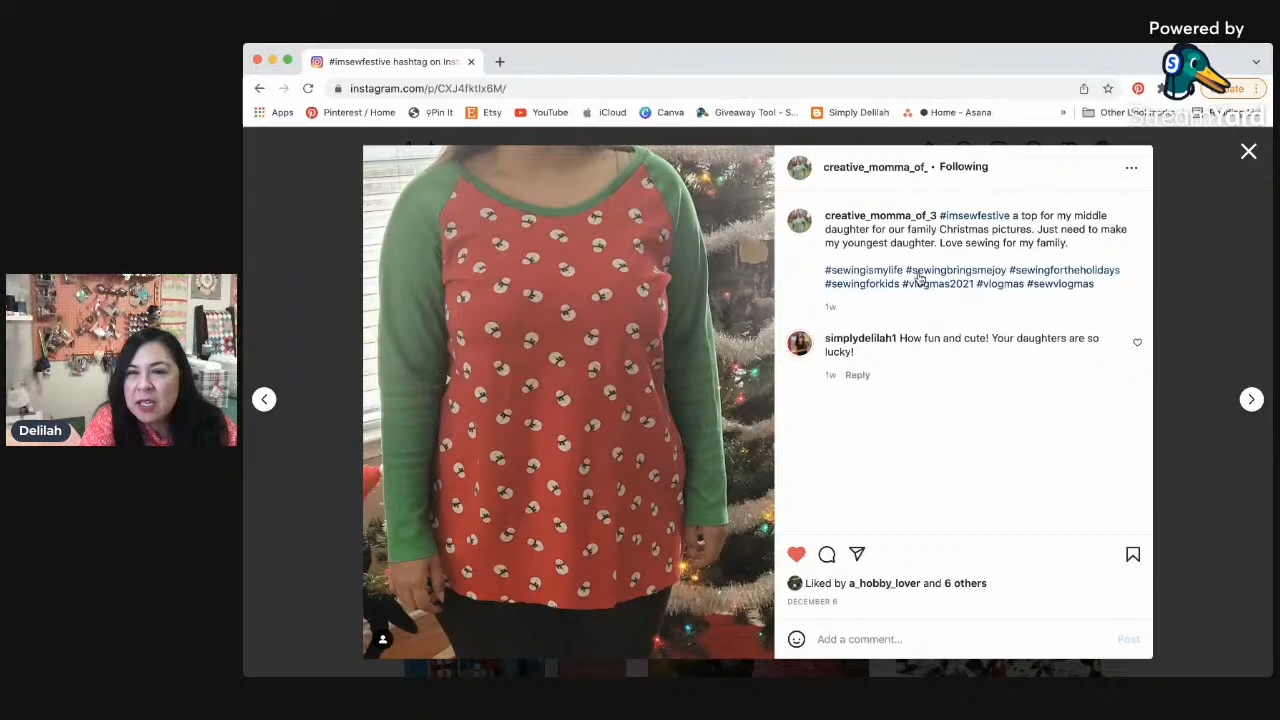 Powered by
#imsewfestive hashtag on Inst
instagram.com/p/CXJ4fktIx6M/
Apps
Pinterest / Home
Pin It
Etsy
YouTube
iCloud
Canva
Giveaway Tool - S...
Simply Delilah
Home - Asana
»
StreamYard
creative_momma_of_ • Following
creative_momma_of_3 #imsewfestive a top for my middle
daughter for our family Christmas pictures. Just need to make
my youngest daughter. Love sewing for my family.
#sewingismylife #sewingbringsmejoy #sewingfortheholidays
#sewingforkids #vlogmas2021 #vlogmas #sewvlogmas
1w
simplydelilah1 How fun and cute! Your daughters are so
lucky!
1w Reply
Delilah
Liked by a_hobby_lover and 6 others
DECEMBER 6
Add a comment...
Post